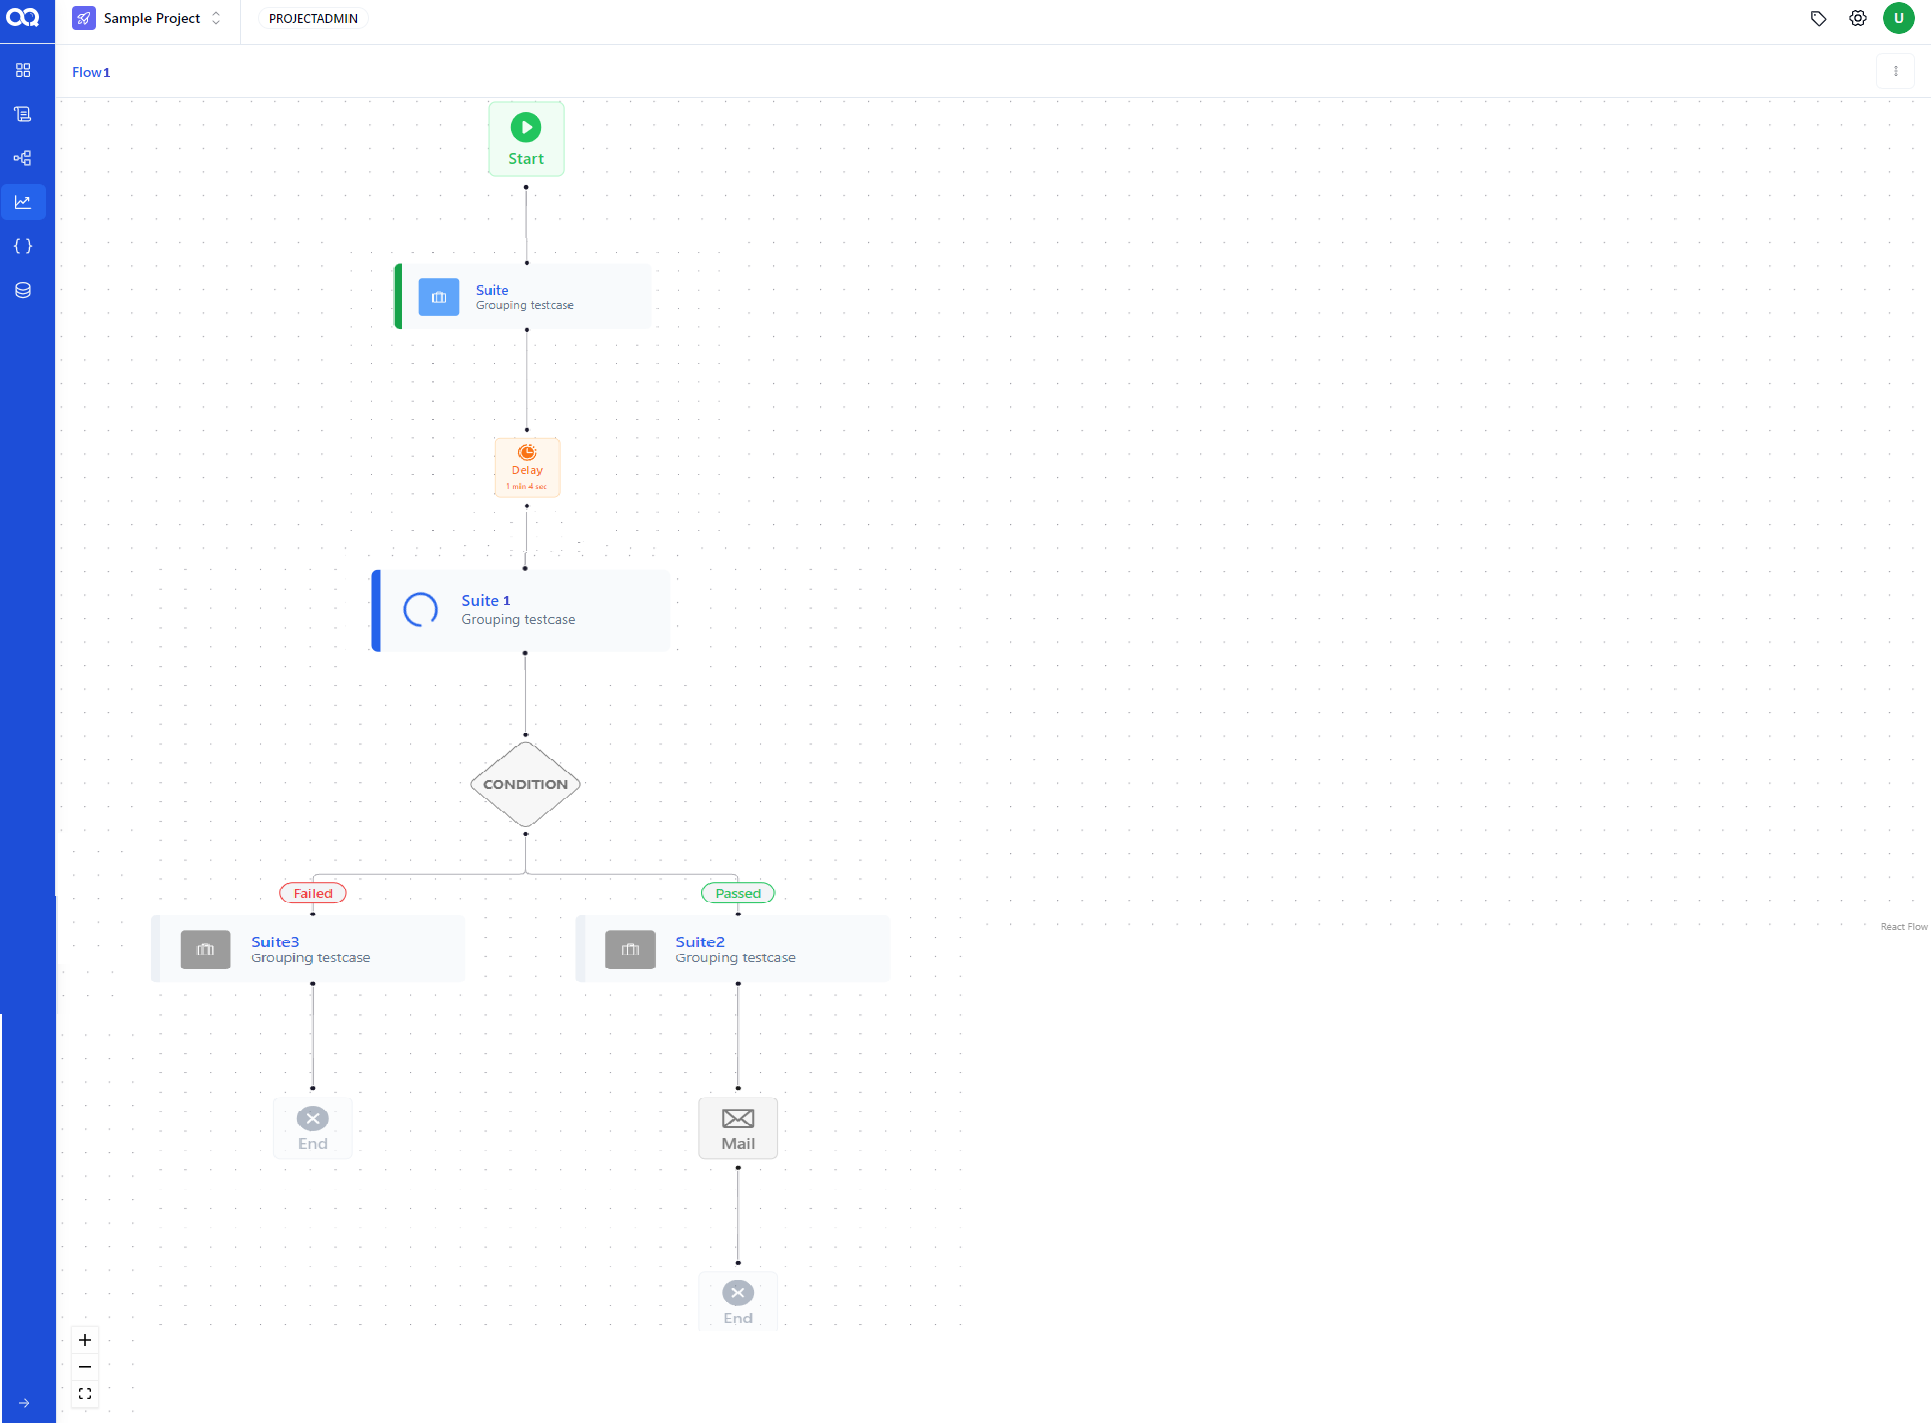 Sample Project
PROJECTADMIN
U
Flow1
Start
Suite
Grouping testcase
Delay
1 min 4 sec
Suite 1
Grouping testcase
CONDITION
Failed
Passed
Suite3
Grouping testcase
Suite2
Grouping testcase
React Flow
End
Mail
End